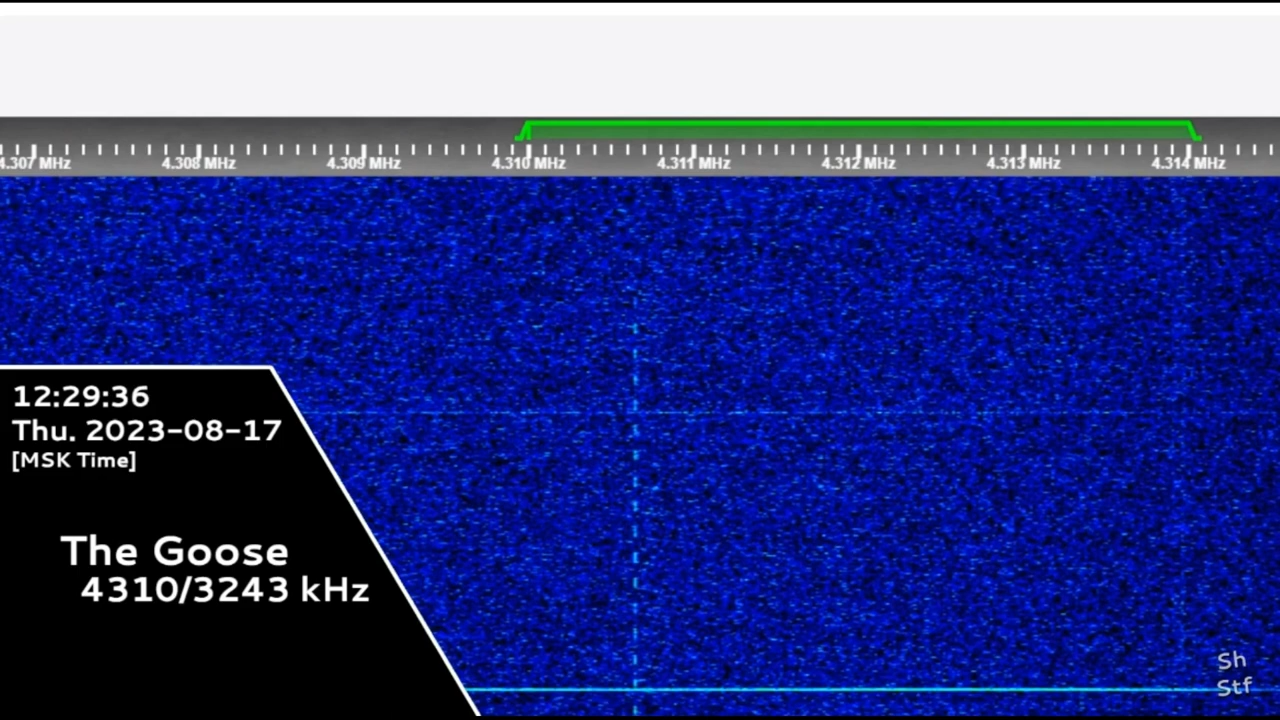 4.307 MHz 4.308 MHz 4.309 MHz 4.310 MHz 4.311 MHz 4.312 MHz 4.313 MHz 4.314 MHz
12:29:36
Thu. 2023-08-17
[MSK Time]
The Goose
4310/3243 kHz
Sh
Stf